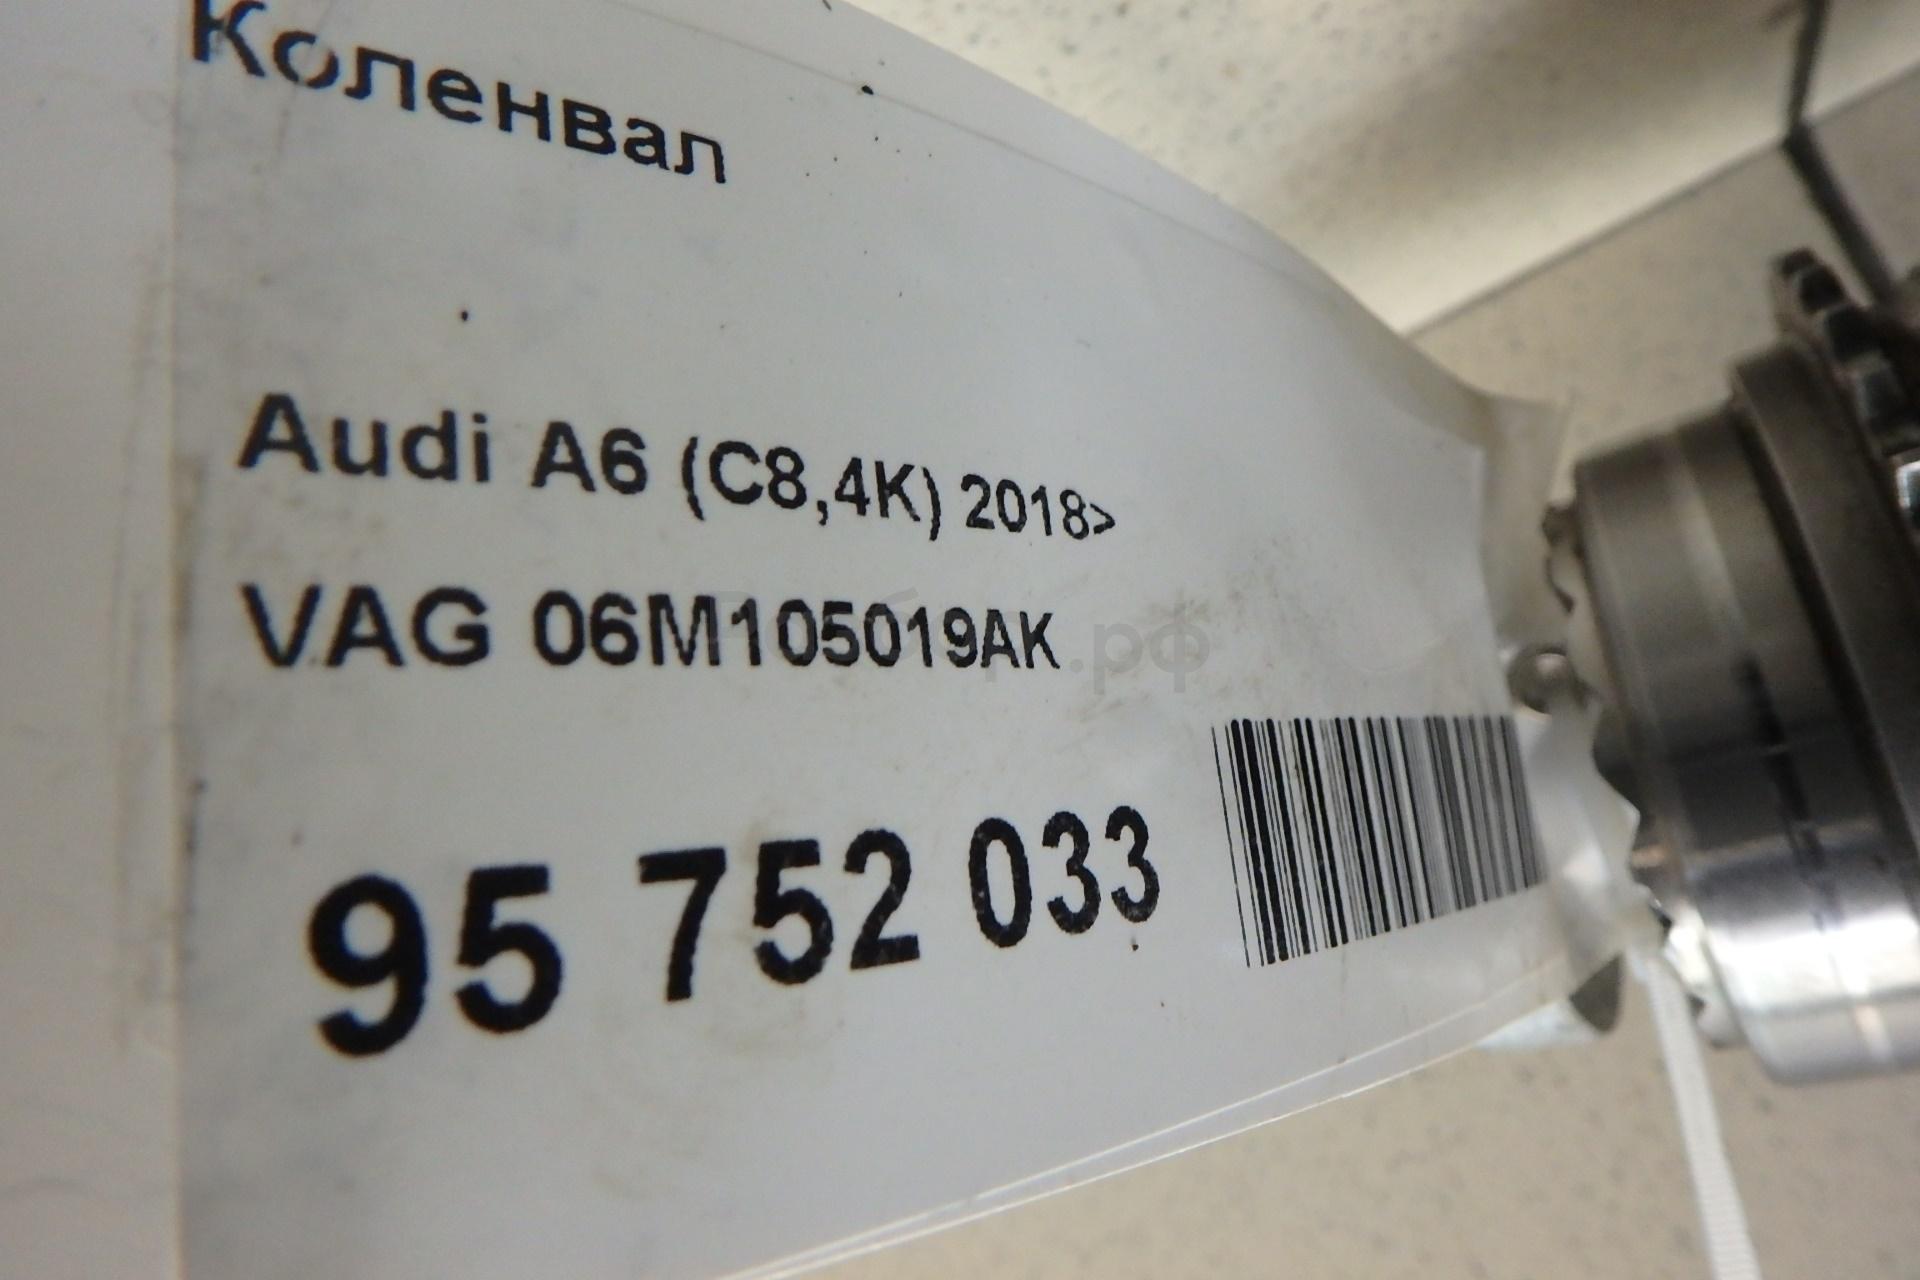 Коленвал
Audi A6 (C8,4K) 2018>
VAG 06M105019AK
95 752 033